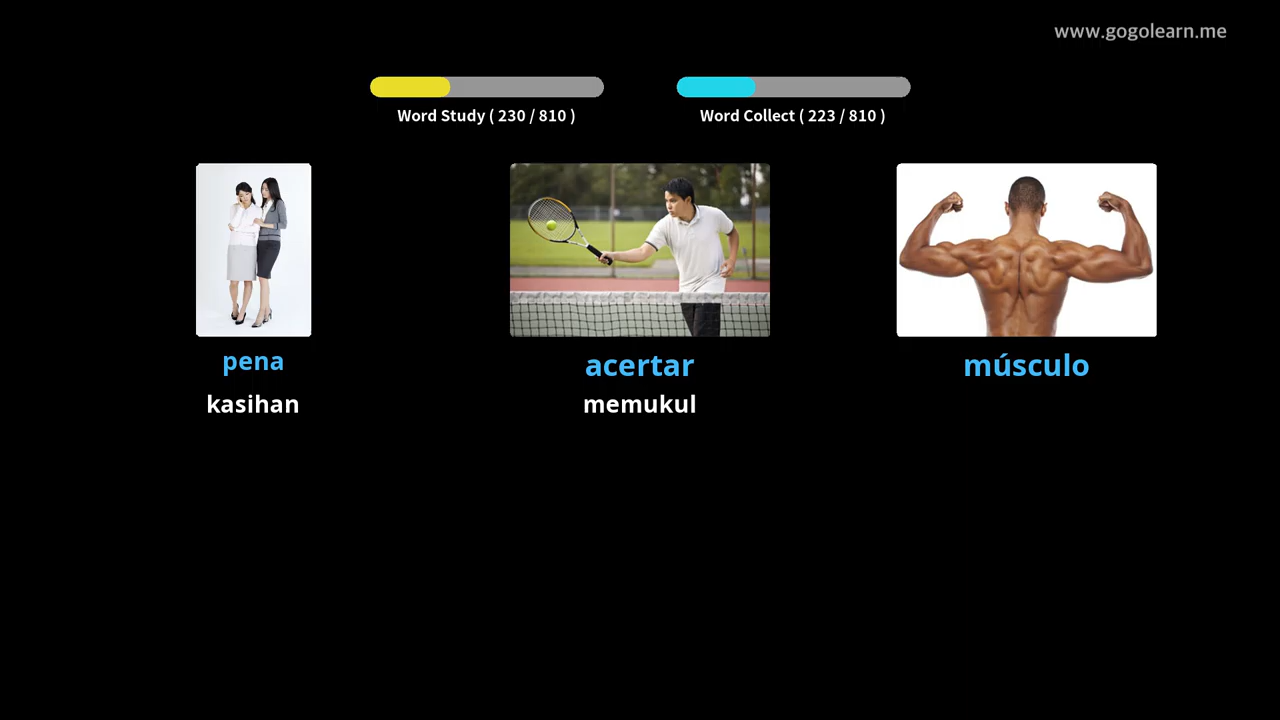 www.gogolearn.me
Word Study ( 230 / 810 )
Word Collect ( 223 / 810 )
pena
acertar
músculo
kasihan
memukul